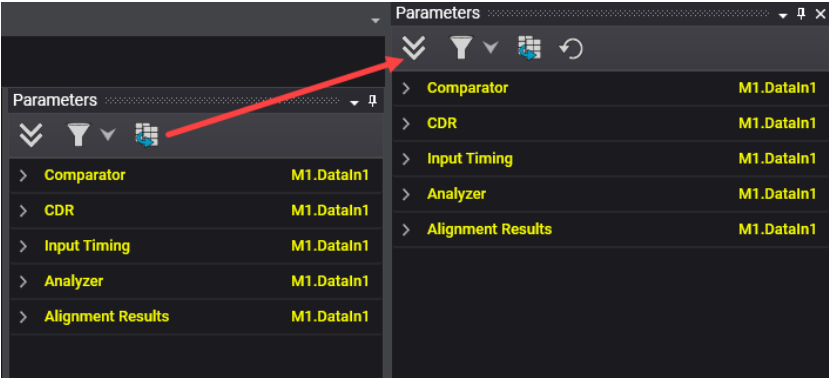 Parameters
Comparator M1.DataIn1
CDR M1.DataIn1
Input Timing M1.DataIn1
Analyzer M1.DataIn1
Alignment Results M1.DataIn1
Parameters
Comparator M1.DataIn1
CDR M1.DataIn1
Input Timing M1.DataIn1
Analyzer M1.DataIn1
Alignment Results M1.DataIn1